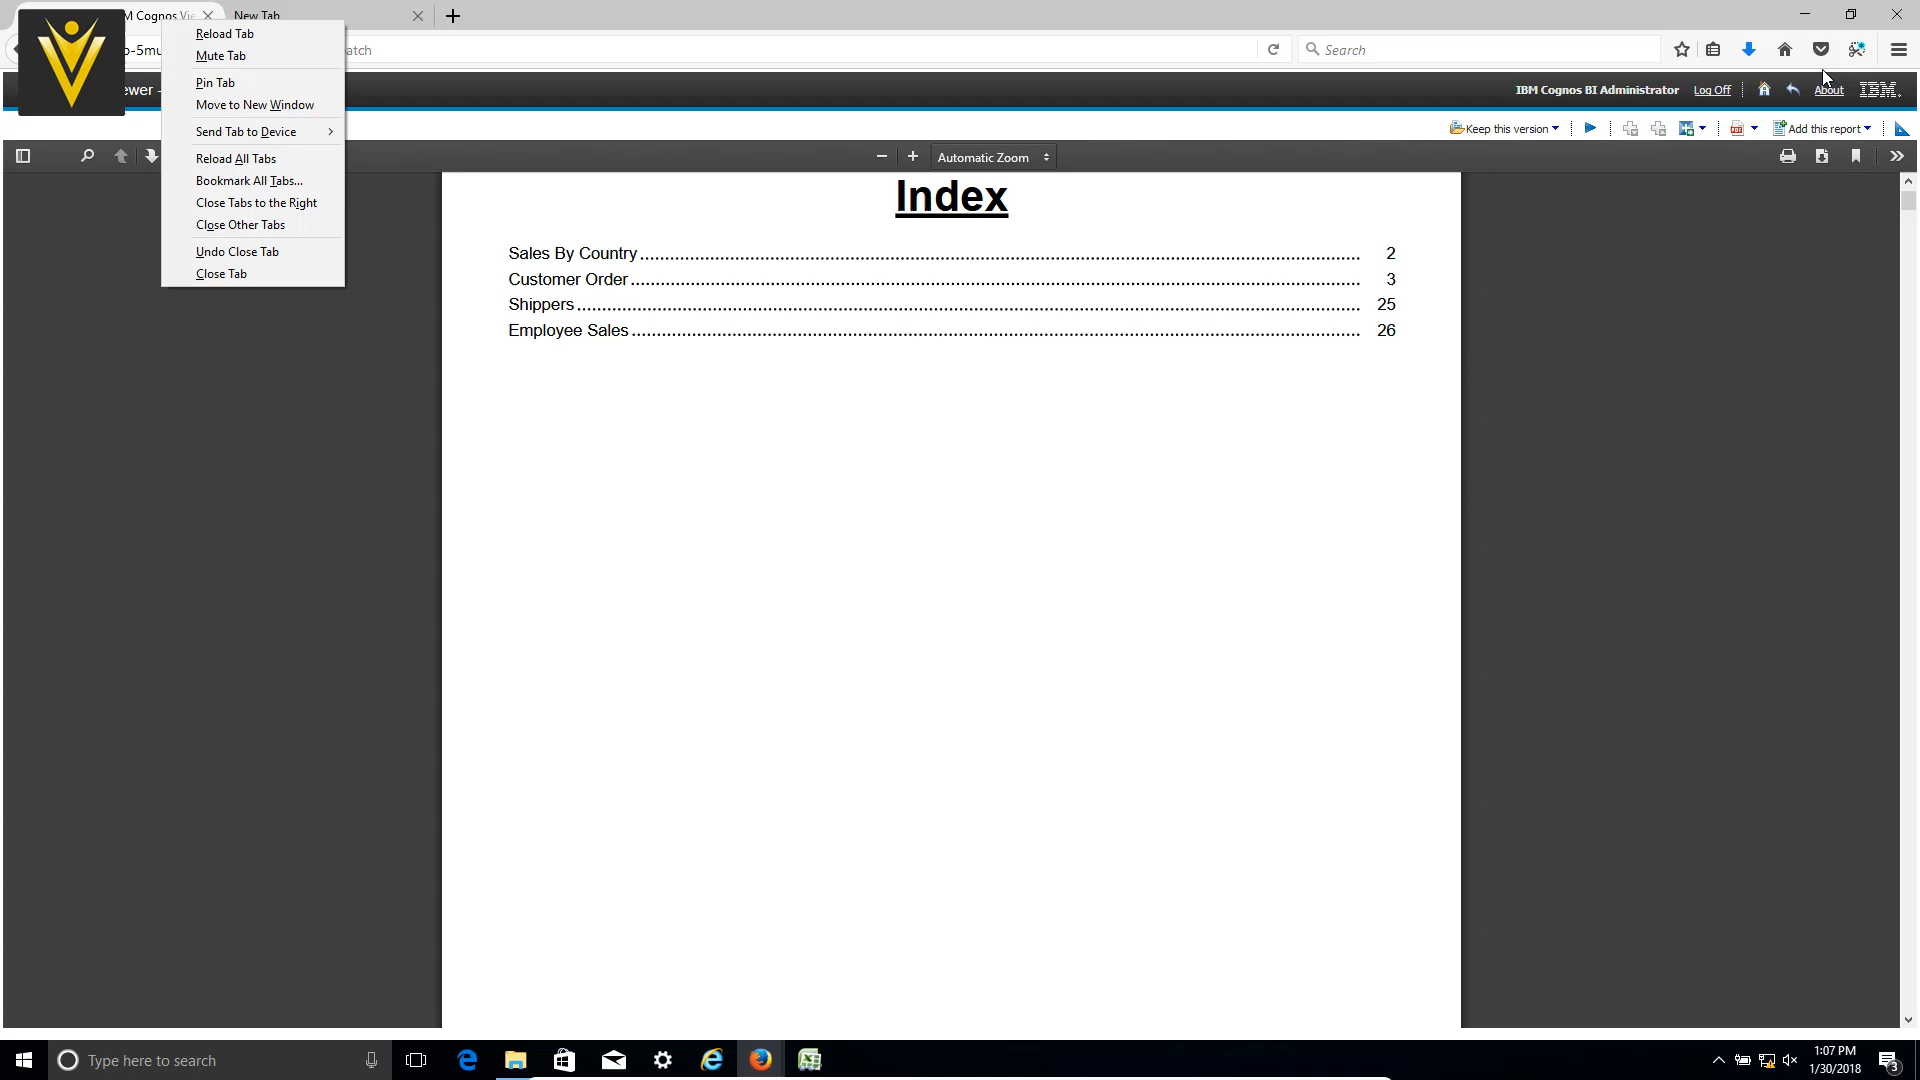 M Cognos Vie
New Tab
p-5mu
atch
Search
Reload Tab
Mute Tab
Pin Tab
Move to New Window
Send Tab to Device
Reload All Tabs
Bookmark All Tabs...
Close Tabs to the Right
Close Other Tabs
Undo Close Tab
Close Tab
ewer -
IBM Cognos BI Administrator Log Off About IBM.
Keep this version Add this report
Automatic Zoom
Index
Sales By Country 2
Customer Order 3
Shippers 25
Employee Sales 26
Type here to search
1:07 PM
1/30/2018
3